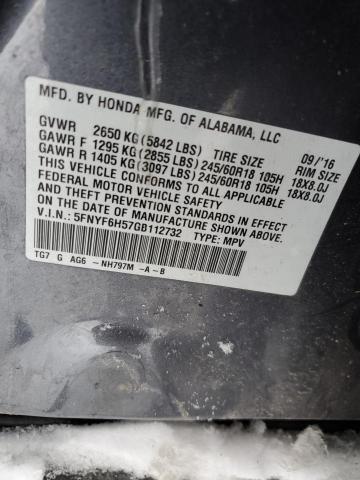 MFD. BY HONDA MFG. OF ALABAMA, LLC 09/'16
GVWR 2650 KG (5842 LBS) TIRE SIZE RIM SIZE
GAWR F 1295 KG (2855 LBS) 245/60R18 105H 18X8.0J
GAWR R 1405 KG (3097 LBS) 245/60R18 105H 18X8.0J
THIS VEHICLE CONFORMS TO ALL APPLICABLE
FEDERAL MOTOR VEHICLE SAFETY STANDARDS IN EFFECT
ON THE DATE OF MANUFACTURE SHOWN ABOVE.
V.I.N.: 5FNYF6H57GB112732 TYPE: MPV
TG7 G AG6 -NH797M -A-B